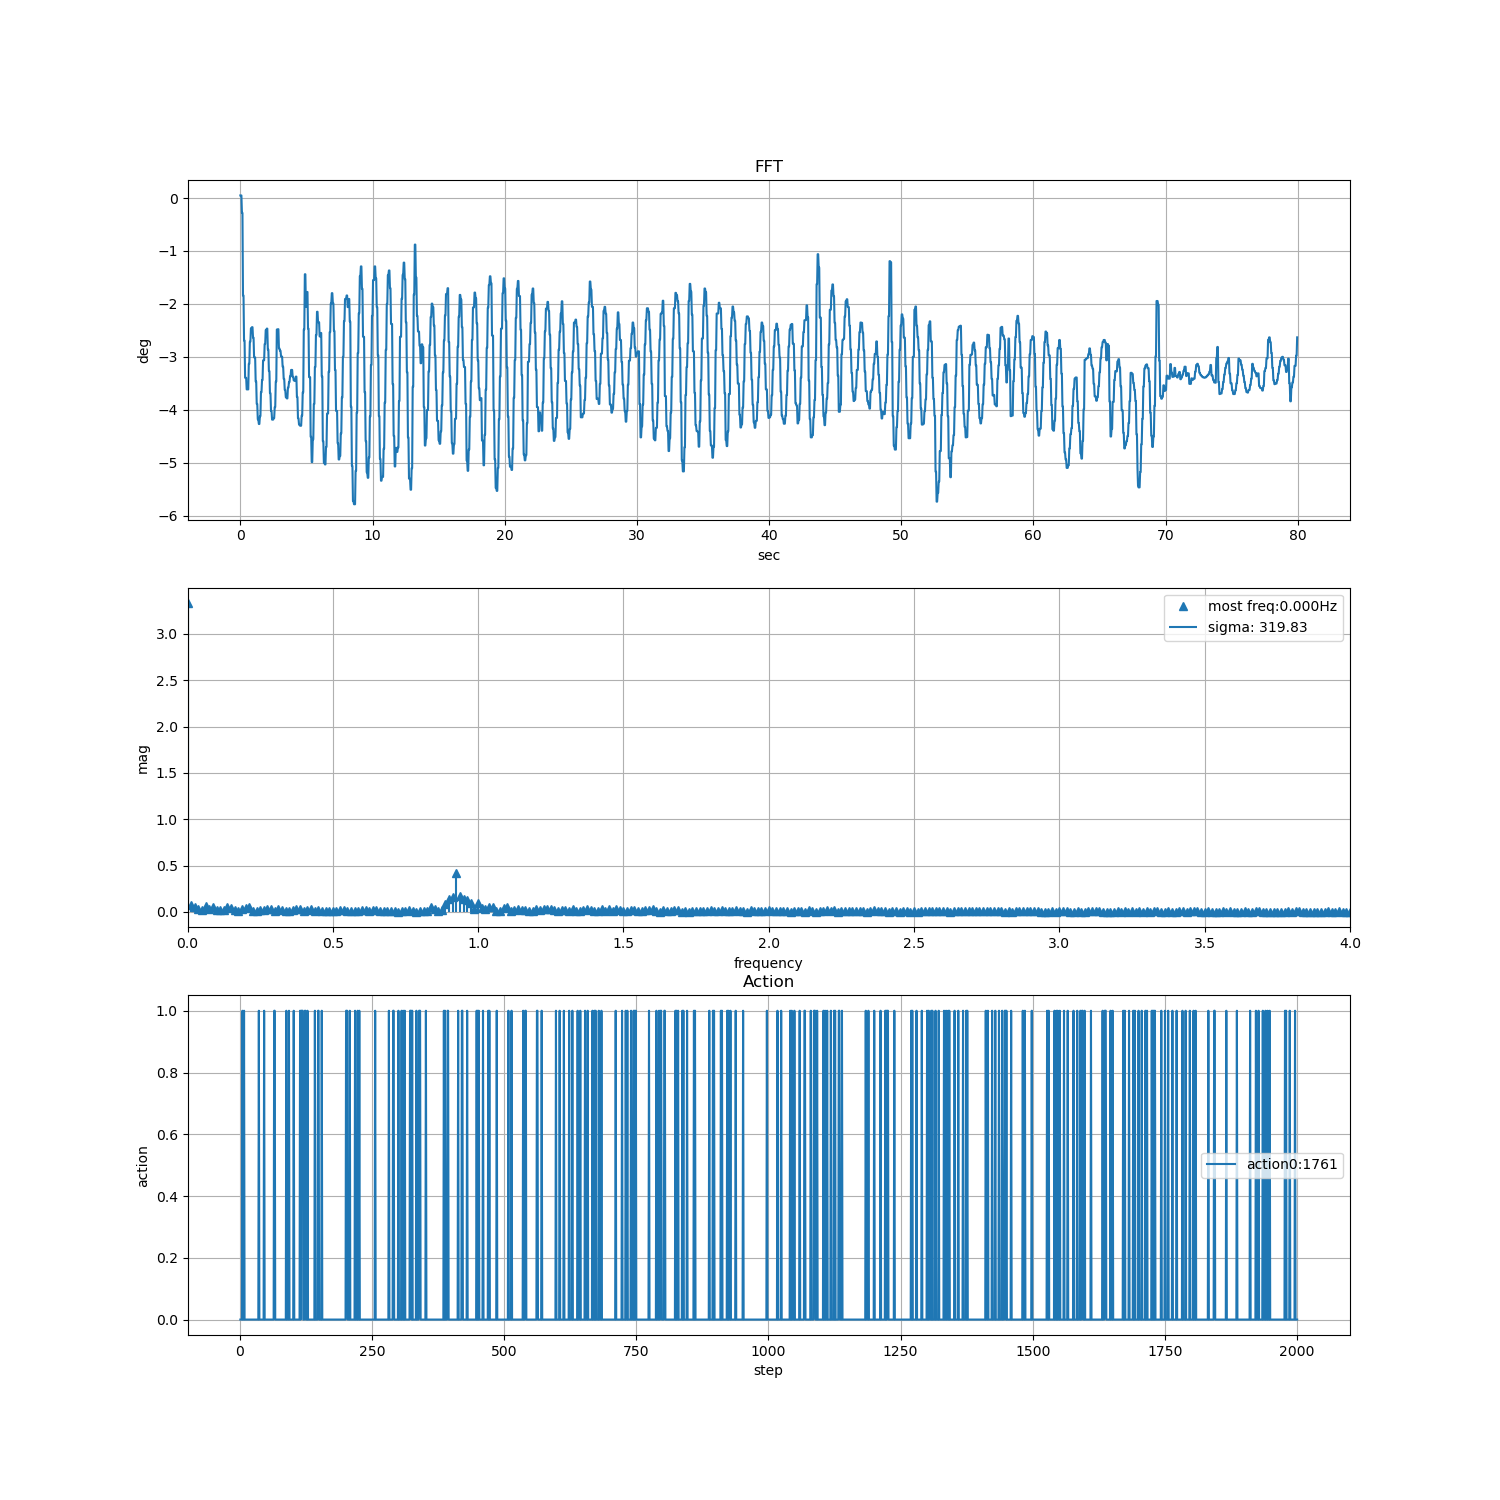 FFT
0
−1
−2
−3
−4
−5
−6
deg
0 10 20 30 40 50 60 70 80
sec
most freq:0.000Hz
sigma: 319.83
3.0
2.5
2.0
1.5
1.0
0.5
0.0
mag
0.0 0.5 1.0 1.5 2.0 2.5 3.0 3.5 4.0
frequency
Action
1.0
0.8
0.6
0.4
0.2
0.0
action
action0:1761
0 250 500 750 1000 1250 1500 1750 2000
step